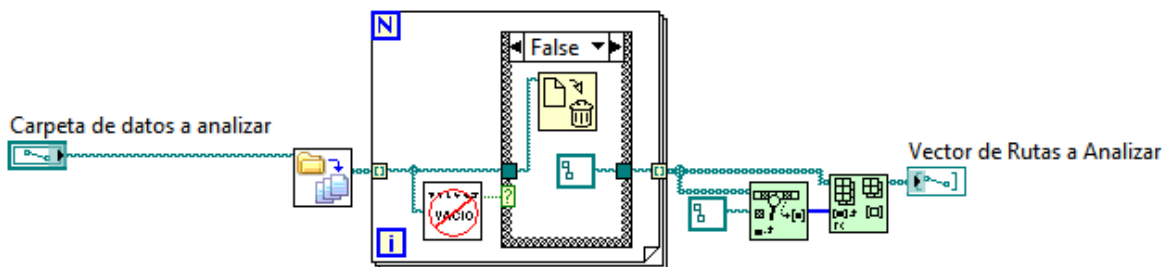 N
False
Carpeta de datos a analizar
Vector de Rutas a Analizar
VACIO
?
i